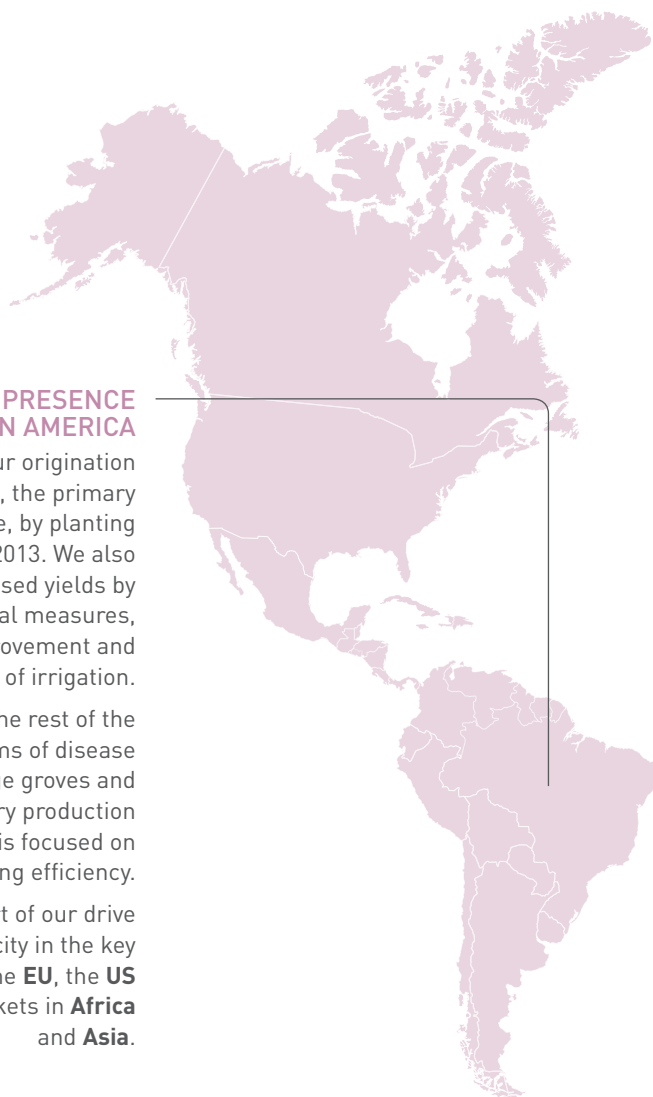 PRESENCE
N AMERICA
ur origination
, the primary
e, by planting
2013. We also
sed yields by
al measures,
ovement and
of irrigation.
he rest of the
ms of disease
ge groves and
ry production
is focused on
ng efficiency.
t of our drive
city in the key
he EU, the US
kets in Africa
and Asia.